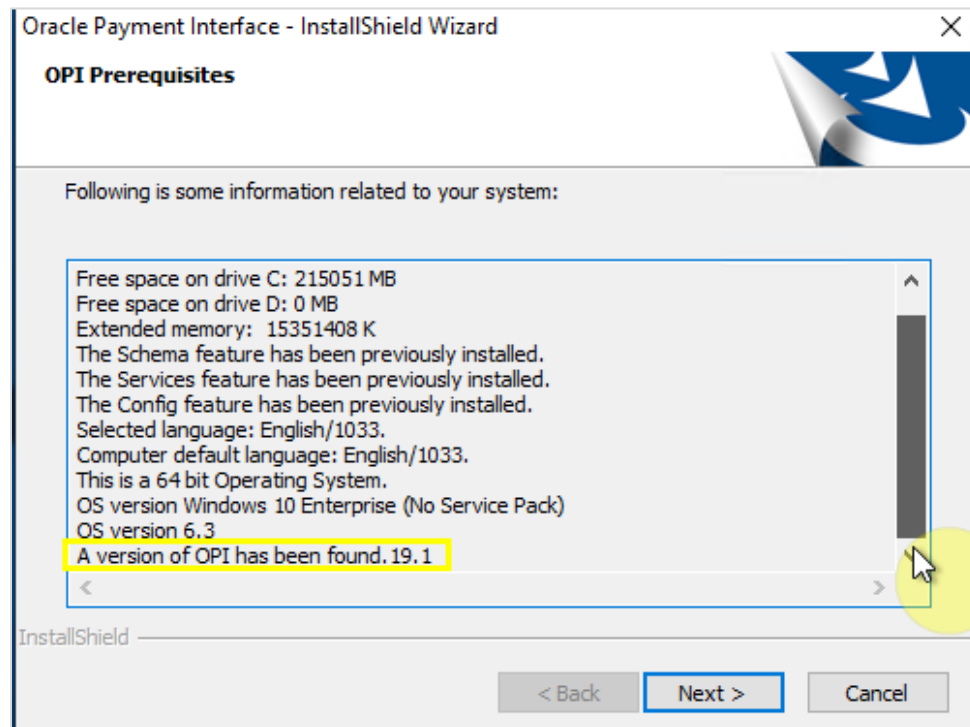 Oracle Payment Interface - InstallShield Wizard
OPI Prerequisites
Following is some information related to your system:
Free space on drive C: 215051 MB
Free space on drive D: 0 MB
Extended memory:  15351408 K
The Schema feature has been previously installed.
The Services feature has been previously installed.
The Config feature has been previously installed.
Selected language: English/1033.
Computer default language: English/1033.
This is a 64 bit Operating System.
OS version Windows 10 Enterprise (No Service Pack)
OS version 6.3
A version of OPI has been found.19.1
InstallShield
< Back
Next >
Cancel